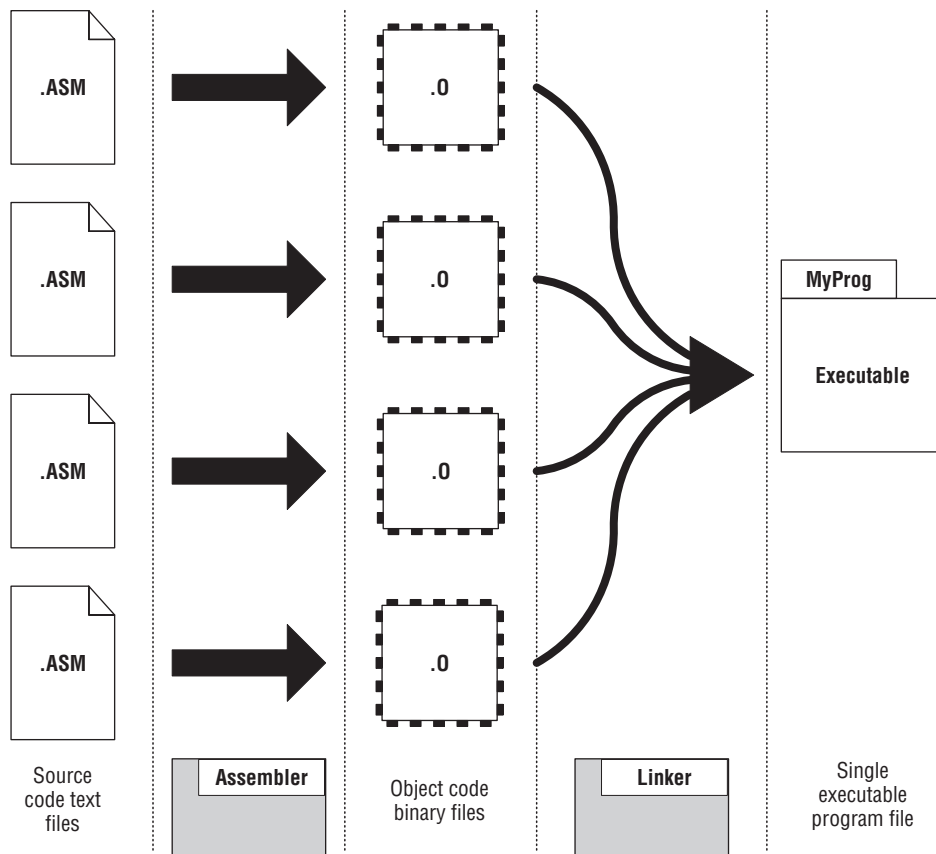 .ASM
.O
.ASM
.O
MyProg
Executable
.ASM
.O
.ASM
.O
Source
code text
files
Assembler
Object code
binary files
Linker
Single
executable
program file